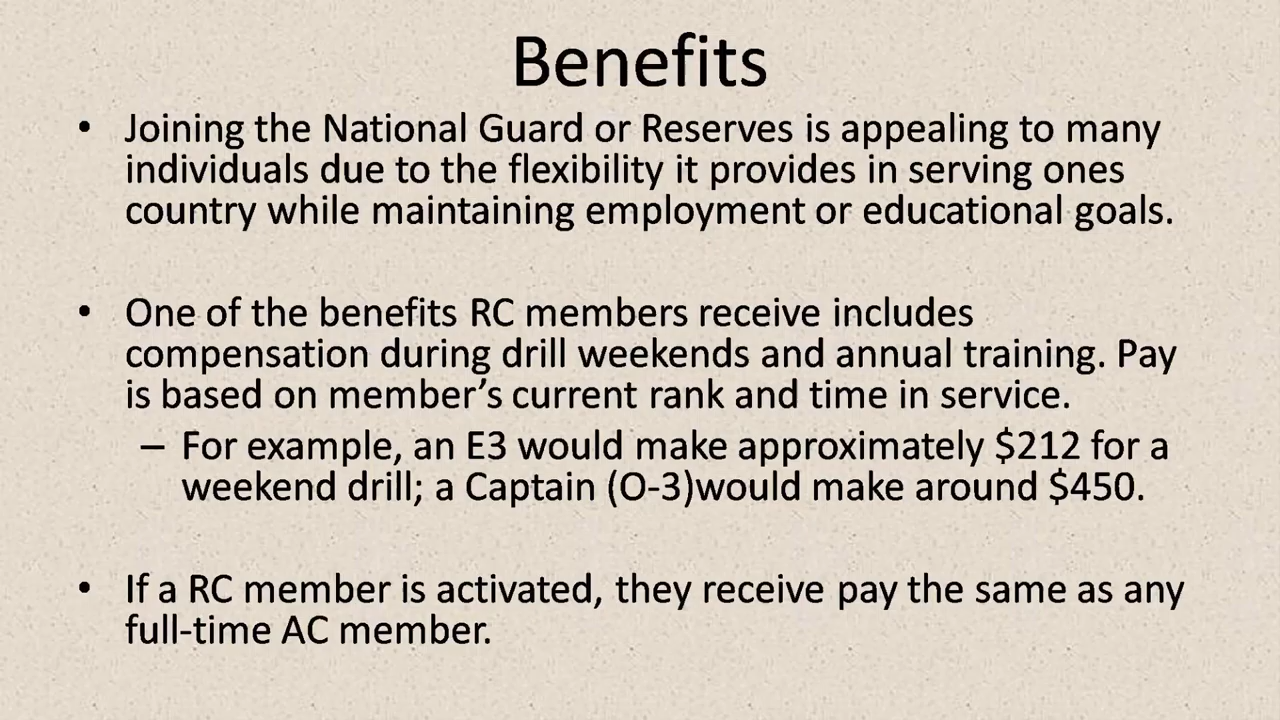 Benefits
• Joining the National Guard or Reserves is appealing to many
individuals due to the flexibility it provides in serving ones
country while maintaining employment or educational goals.
• One of the benefits RC members receive includes
compensation during drill weekends and annual training. Pay
is based on member’s current rank and time in service.
– For example, an E3 would make approximately $212 for a
weekend drill; a Captain (O-3)would make around $450.
• If a RC member is activated, they receive pay the same as any
full-time AC member.